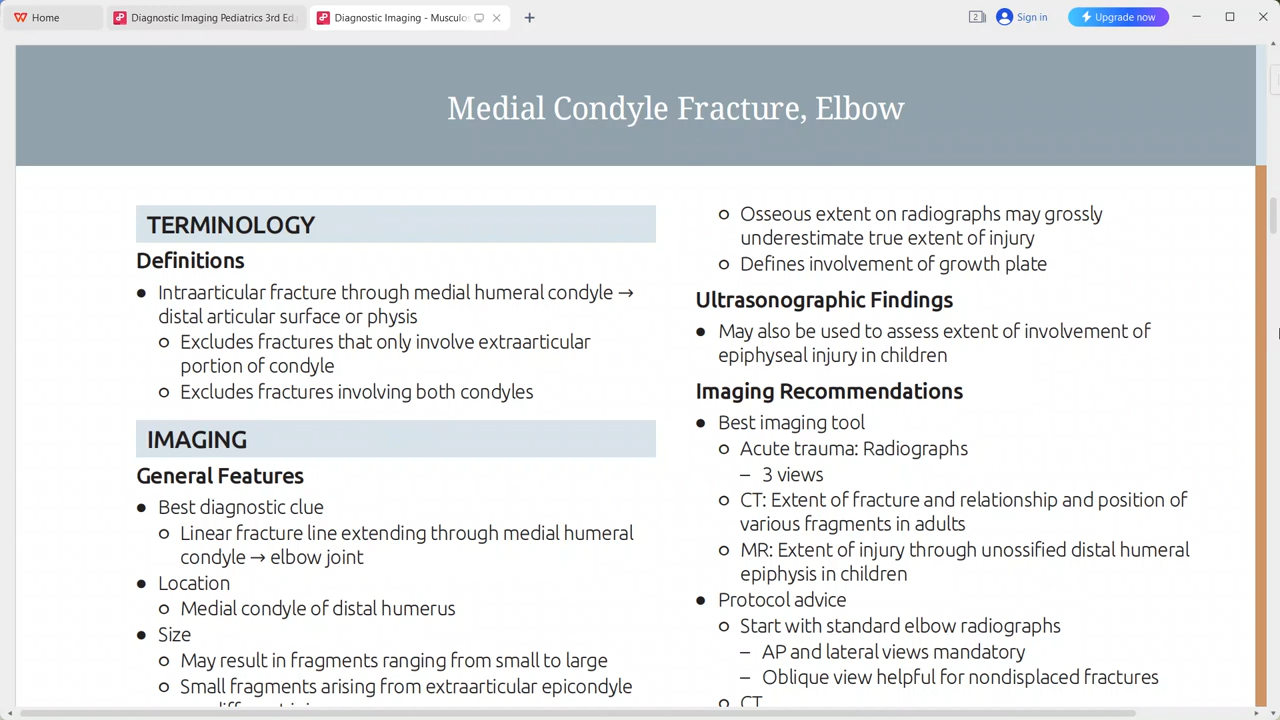 Home
Diagnostic Imaging Pediatrics 3rd Ed.
Diagnostic Imaging - Musculo
2
Sign in
Upgrade now
Medial Condyle Fracture, Elbow
TERMINOLOGY
Definitions
● Intraarticular fracture through medial humeral condyle →
distal articular surface or physis
○ Excludes fractures that only involve extraarticular
portion of condyle
○ Excludes fractures involving both condyles
IMAGING
General Features
● Best diagnostic clue
○ Linear fracture line extending through medial humeral
condyle → elbow joint
● Location
○ Medial condyle of distal humerus
● Size
○ May result in fragments ranging from small to large
○ Small fragments arising from extraarticular epicondyle
○ Osseous extent on radiographs may grossly
underestimate true extent of injury
○ Defines involvement of growth plate
Ultrasonographic Findings
● May also be used to assess extent of involvement of
epiphyseal injury in children
Imaging Recommendations
● Best imaging tool
○ Acute trauma: Radiographs
– 3 views
○ CT: Extent of fracture and relationship and position of
various fragments in adults
○ MR: Extent of injury through unossified distal humeral
epiphysis in children
● Protocol advice
○ Start with standard elbow radiographs
– AP and lateral views mandatory
– Oblique view helpful for nondisplaced fractures
○ CT